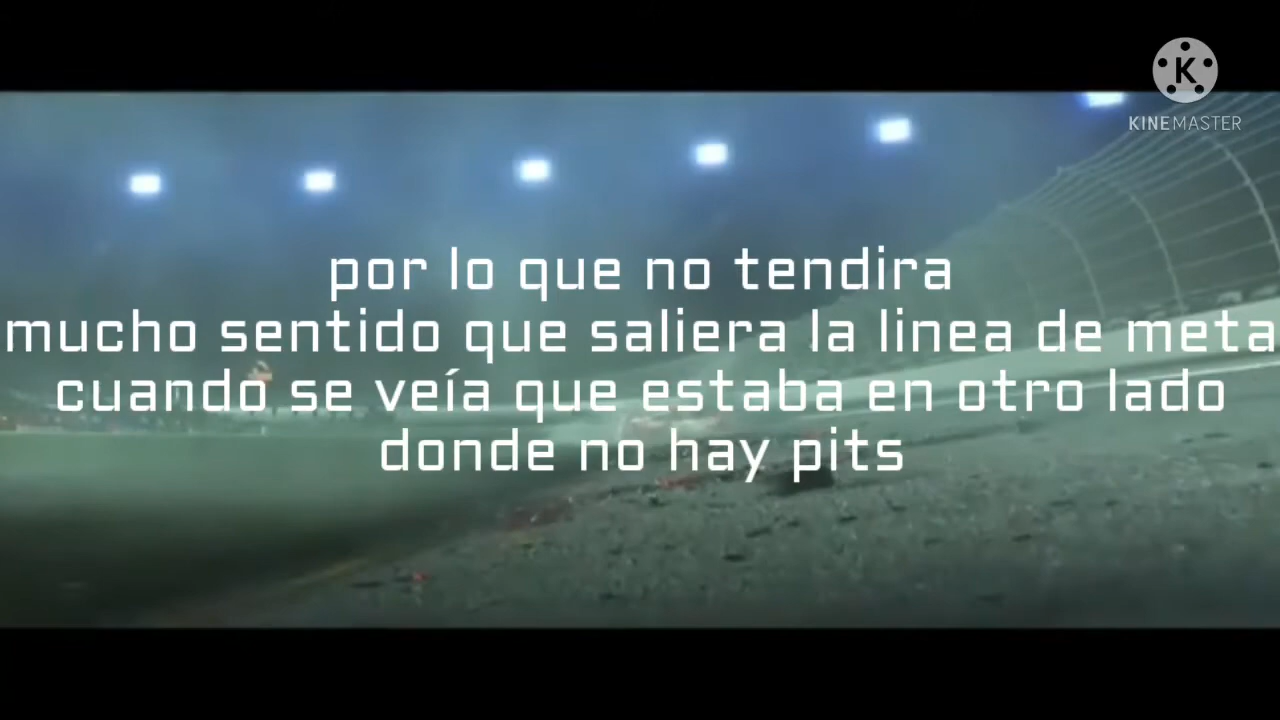 K
KINEMASTER
por lo que no tendira
mucho sentido que saliera la linea de meta
cuando se veía que estaba en otro lado
donde no hay pits